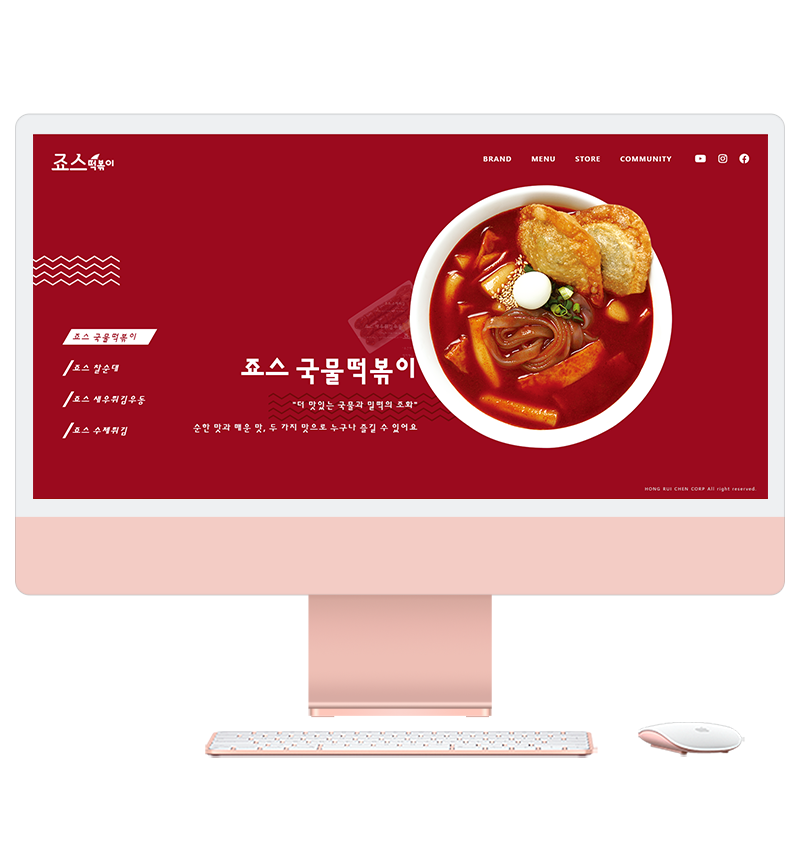 죠스떡볶이
BRAND MENU STORE COMMUNITY
죠스 국물떡볶이
죠스 찰순대
죠스 새우튀김우동
죠스 수제튀김
죠스 국물떡볶이
"더 맛있는 국물과 밀떡의 조화"
순한 맛과 매운 맛, 두 가지 맛으로 누구나 즐길 수 있어요
HONG RUI CHEN CORP All right reserved.